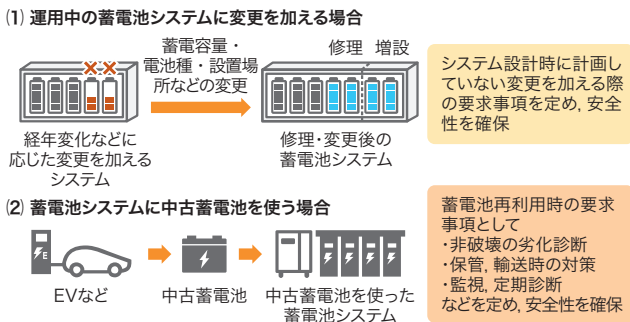 (1) 運用中の蓄電池システムに変更を加える場合
蓄電容量・
電池種・設置場
所などの変更
修理 増設
経年変化などに
応じた変更を加える
システム
修理・変更後の
蓄電池システム
システム設計時に計画し
ていない変更を加える際
の要求事項を定め, 安全
性を確保
(2) 蓄電池システムに中古蓄電池を使う場合
E
EVなど
中古蓄電池
中古蓄電池を使った
蓄電池システム
蓄電池再利用時の要求
事項として
・非破壊の劣化診断
・保管, 輸送時の対策
・監視, 定期診断
などを定め, 安全性を確保